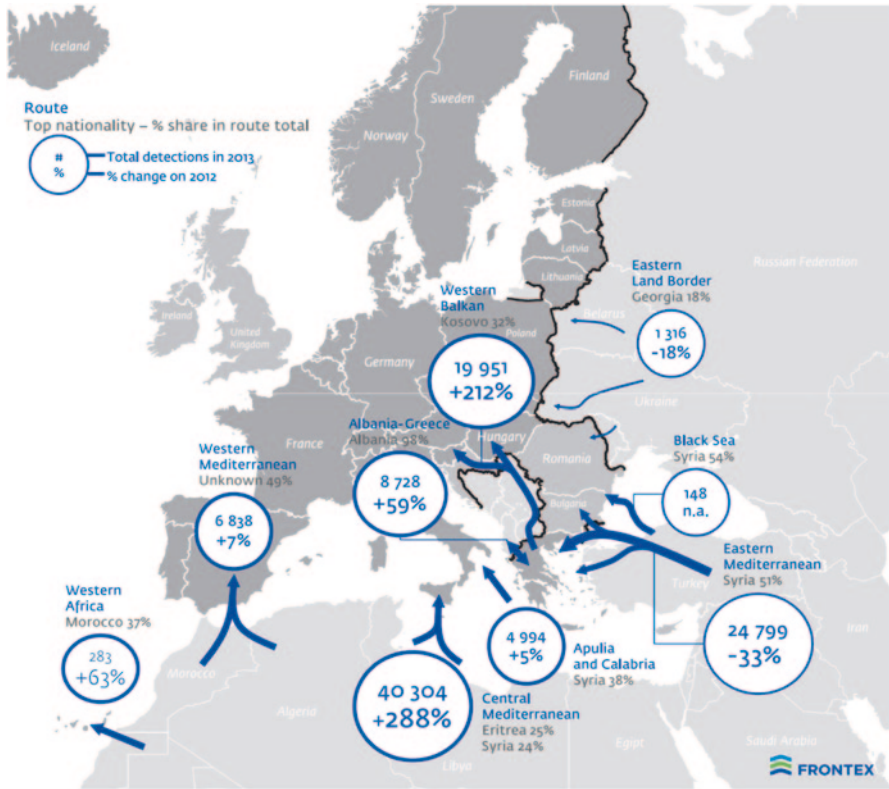 Iceland
Finland
Sweden
Norway
Route
Top nationality – % share in route total
#
%
Total detections in 2013
% change on 2012
Estonia
Latvia
Lithuania
Russian Federation
Eastern
Land Border
Georgia 18%
1 316
-18%
Belarus
Ireland
United
Kingdom
Western
Balkan
Kosovo 32%
19 951
+212%
Poland
Germany
Ukraine
France
Albania-Greece
Albania 98%
8 728
+59%
Hungary
Romania
Black Sea
Syria 54%
148
n.a.
Western
Mediterranean
Unknown 49%
6 838
+7%
Bulgaria
Eastern
Mediterranean
Syria 51%
24 799
-33%
Turkey
Western
Africa
Morocco 37%
283
+63%
Morocco
4 994
+5%
Apulia
and Calabria
Syria 38%
40 304
+288%
Central
Mediterranean
Eritrea 25%
Syria 24%
Algeria
Libya
Egypt
Saudi Arabia
Iran
FRONTEX